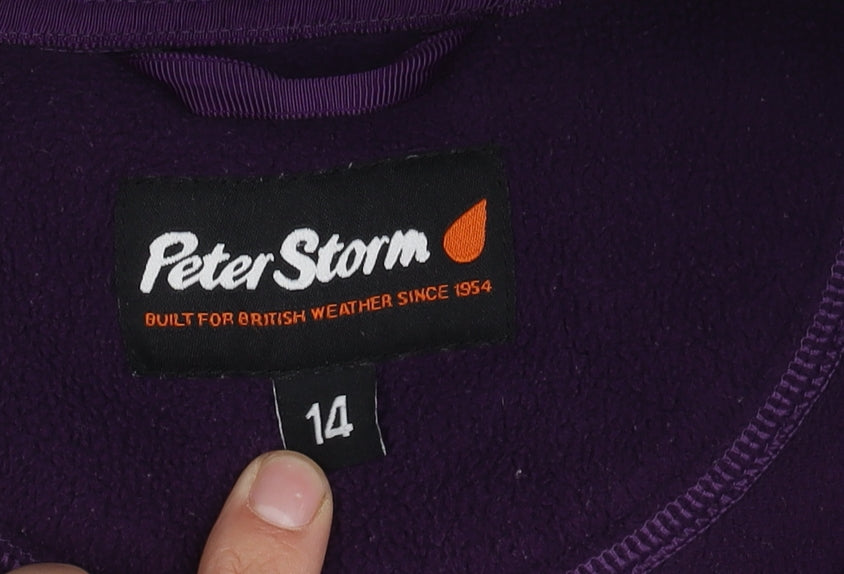 Peter Storm
BUILT FOR BRITISH WEATHER SINCE 1954
14